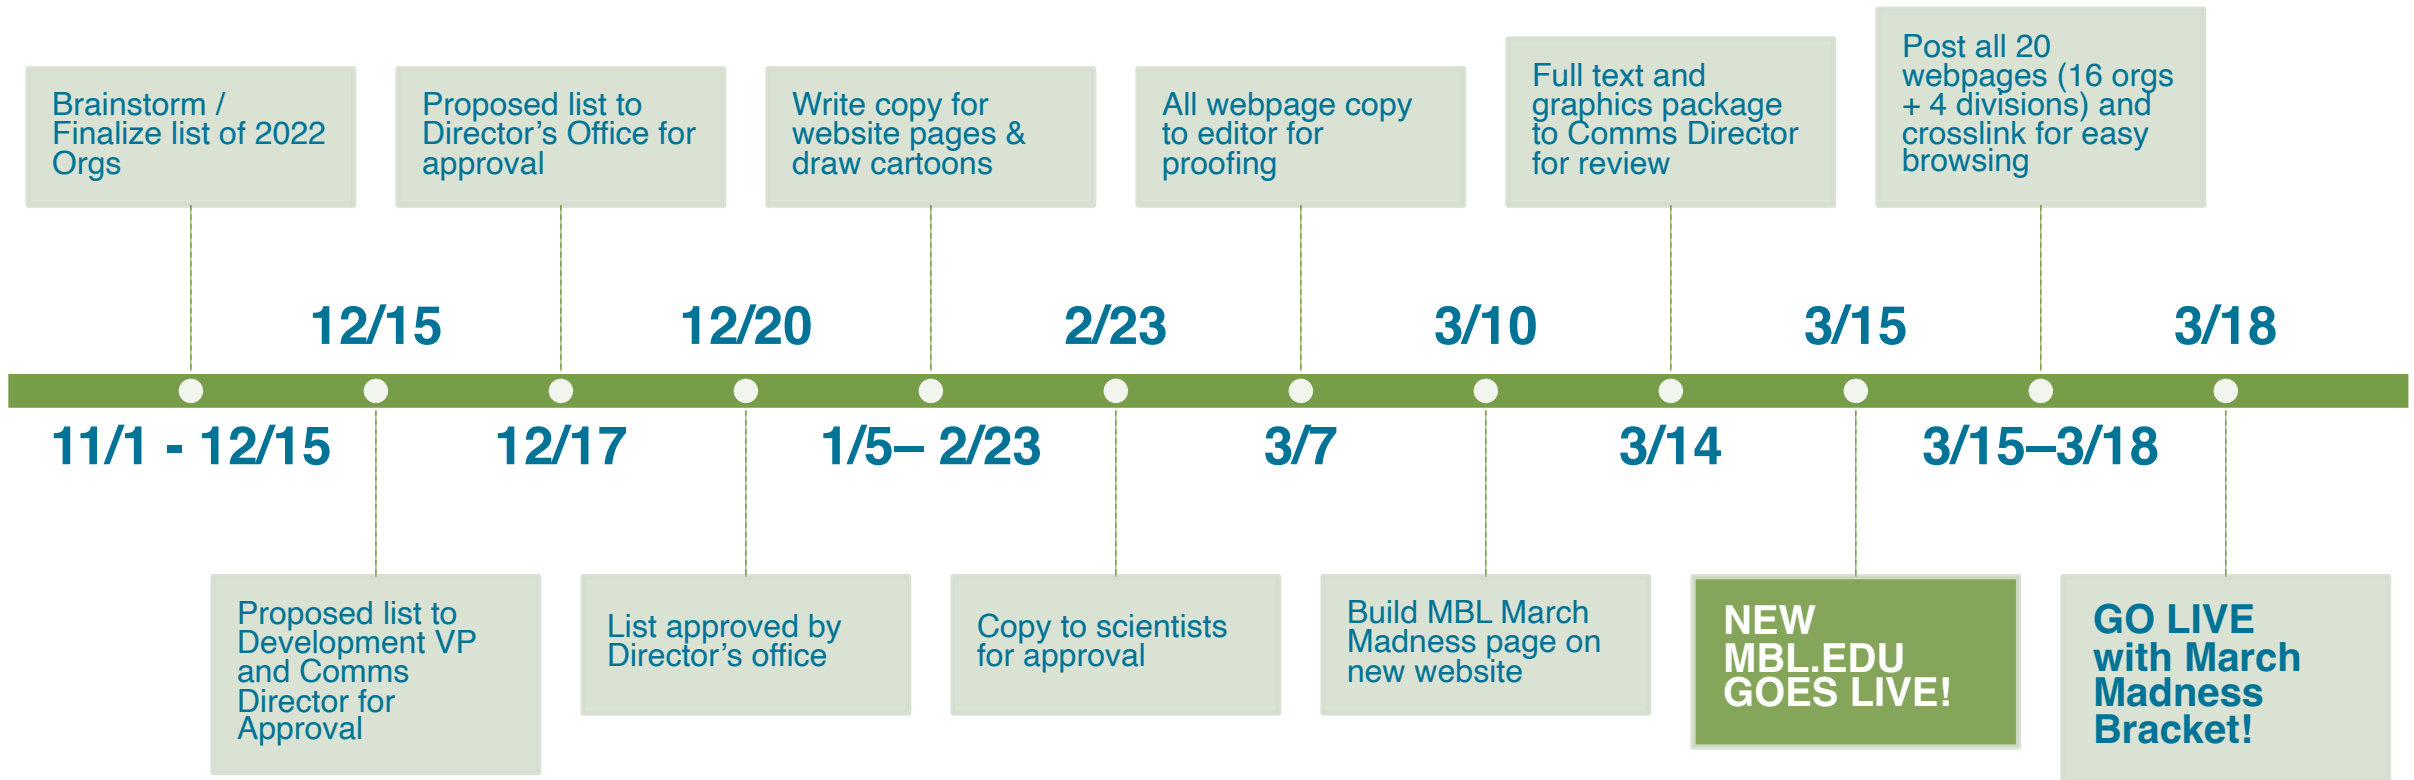 Brainstorm /
Finalize list of 2022
Orgs
Proposed list to
Director’s Office for
approval
Write copy for
website pages &
draw cartoons
All webpage copy
to editor for
proofing
Full text and
graphics package
to Comms Director
for review
Post all 20
webpages (16 orgs
+ 4 divisions) and
crosslink for easy
browsing
12/15
12/20
2/23
3/10
3/15
3/18
11/1 - 12/15
12/17
1/5– 2/23
3/7
3/14
3/15–3/18
Proposed list to
Development VP
and Comms
Director for
Approval
List approved by
Director’s office
Copy to scientists
for approval
Build MBL March
Madness page on
new website
NEW
MBL.EDU
GOES LIVE!
GO LIVE
with March
Madness
Bracket!